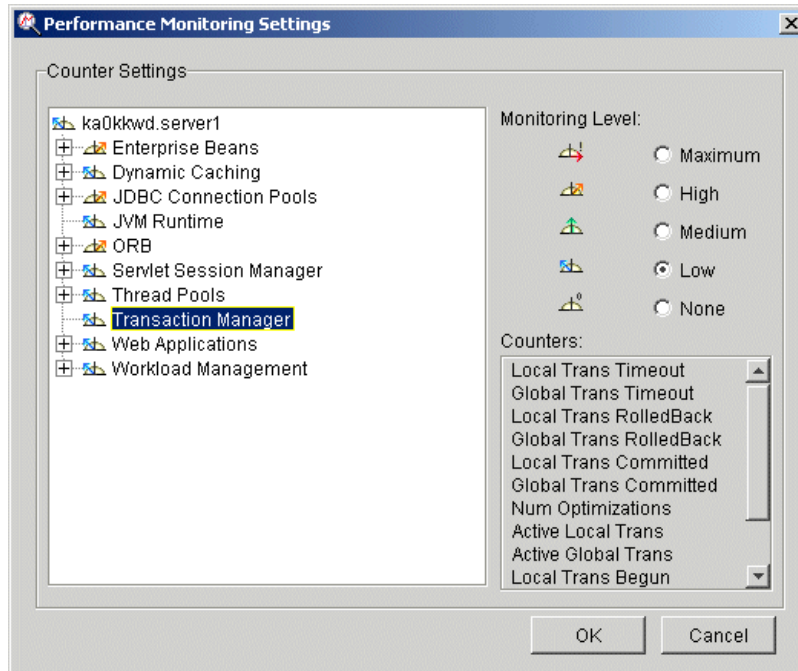 Performance Monitoring Settings
Counter Settings
ka0kkwd.server1
Enterprise Beans
Dynamic Caching
JDBC Connection Pools
JVM Runtime
ORB
Servlet Session Manager
Thread Pools
Transaction Manager
Web Applications
Workload Management
Monitoring Level:
Maximum
High
Medium
Low
None
Counters:
Local Trans Timeout
Global Trans Timeout
Local Trans RolledBack
Global Trans RolledBack
Local Trans Committed
Global Trans Committed
Num Optimizations
Active Local Trans
Active Global Trans
Local Trans Begun
OK
Cancel